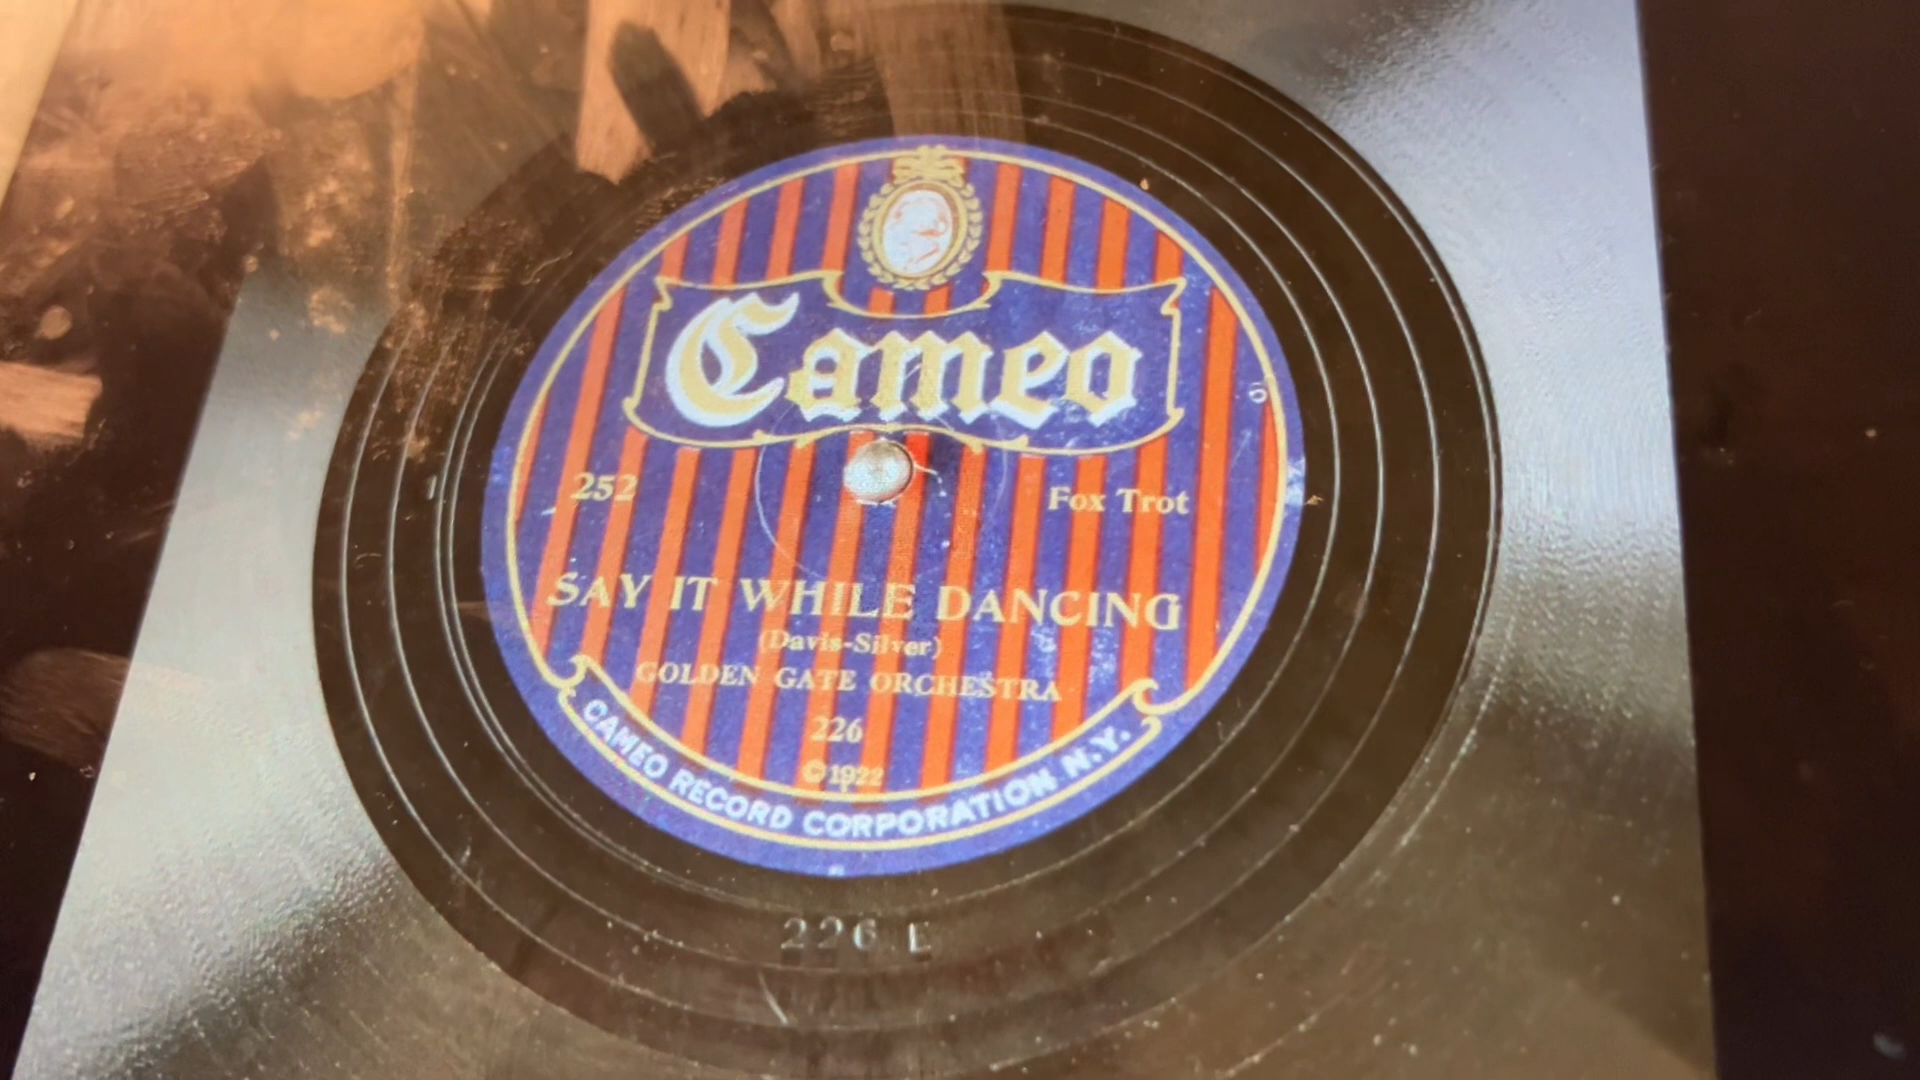 Cameo
252
Fox Trot
SAY IT WHILE DANCING
(Davis-Silver)
GOLDEN GATE ORCHESTRA
226
©1922
CAMEO RECORD CORPORATION N.Y.
226 E